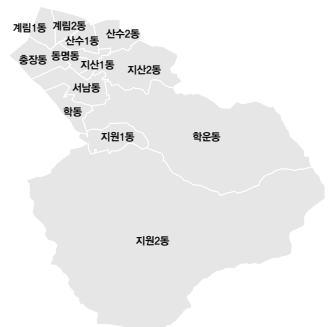 계림1동
계림2동
산수1동
산수2동
충장동
동명동
지산1동
지산2동
서남동
학동
지원1동
학운동
지원2동